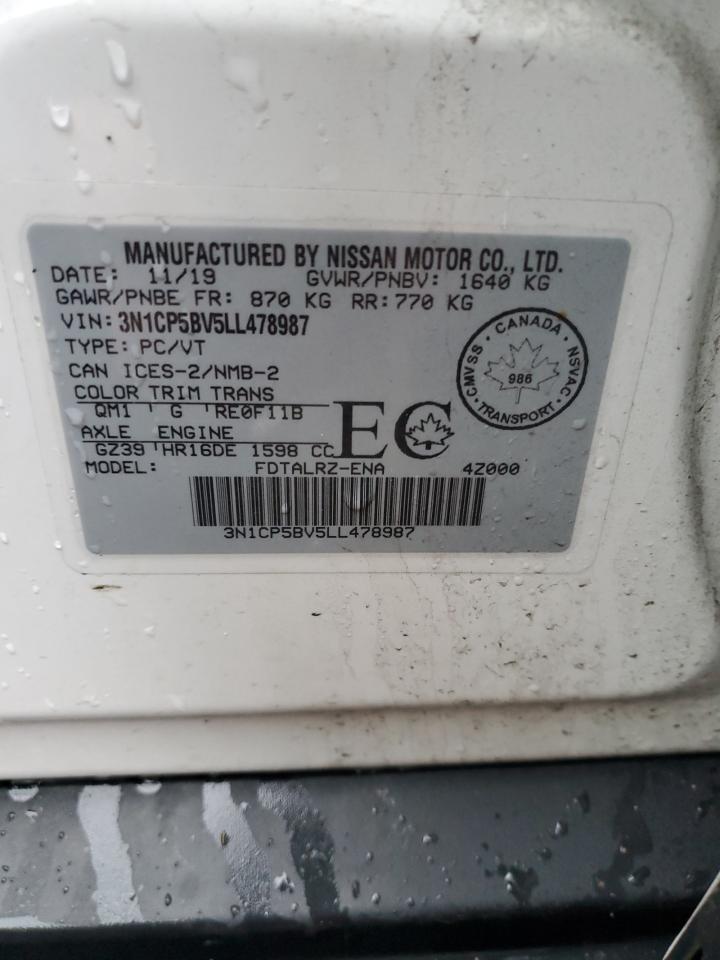 MANUFACTURED BY NISSAN MOTOR CO., LTD.
DATE: 11/19 GVWR/PNBV: 1640 KG
GAWR/PNBE FR: 870 KG RR: 770 KG
VIN: 3N1CP5BV5LL478987
TYPE: PC/VT
CAN ICES-2/NMB-2
COLOR TRIM TRANS
QM1 G RE0F11B
AXLE ENGINE
GZ39 HR16DE 1598 CC
EC
MODEL: FDTALRZ-ENA 4Z000
3N1CP5BV5LL478987
CANADA
CMVSS
NSVAC
986
TRANSPORT